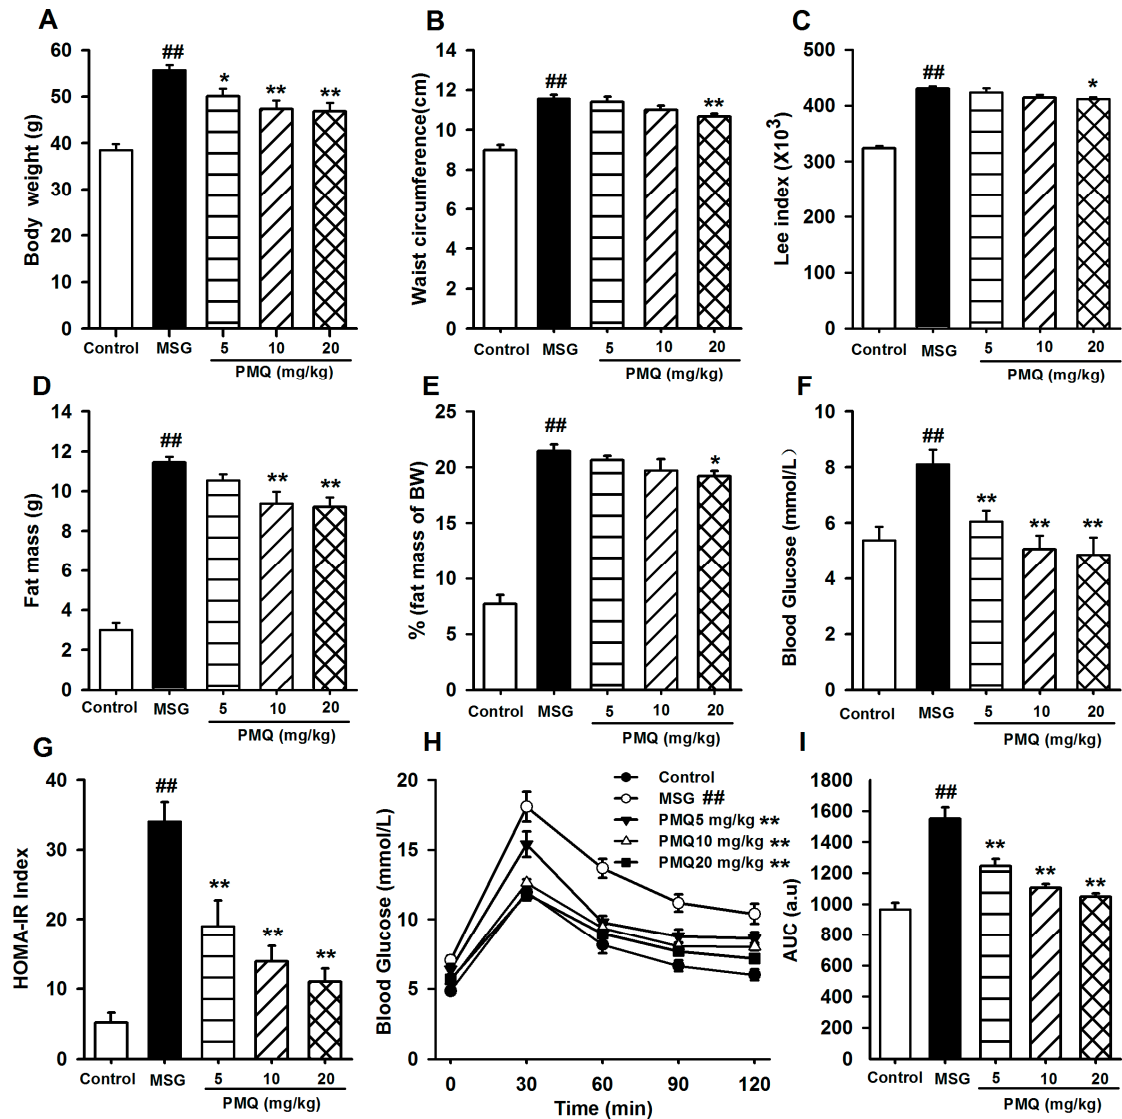 A
Body weight (g)
60
50
40
30
20
10
0
##
*
**
**
Control MSG 5 10 20
PMQ (mg/kg)
B
Waist circumference(cm)
14
12
10
8
6
4
2
0
##
**
Control MSG 5 10 20
PMQ (mg/kg)
C
Lee index (X10³)
500
400
300
200
100
0
##
*
Control MSG 5 10 20
PMQ (mg/kg)
D
Fat mass (g)
14
12
10
8
6
4
2
0
##
**
**
Control MSG 5 10 20
PMQ (mg/kg)
E
% (fat mass of BW)
25
20
15
10
5
0
##
*
Control MSG 5 10 20
PMQ (mg/kg)
F
Blood Glucose (mmol/L）
10
8
6
4
2
0
##
**
**
**
Control MSG 5 10 20
PMQ (mg/kg)
G
HOMA-IR Index
40
30
20
10
0
##
**
**
**
Control MSG 5 10 20
PMQ (mg/kg)
H
Blood Glucose (mmol/L)
20
15
10
5
0
Control
MSG ##
PMQ5 mg/kg **
PMQ10 mg/kg **
PMQ20 mg/kg **
0 30 60 90 120
Time (min)
I
AUC (a.u)
1800
1600
1400
1200
1000
800
600
400
200
0
##
**
**
**
Control MSG 5 10 20
PMQ (mg/kg)